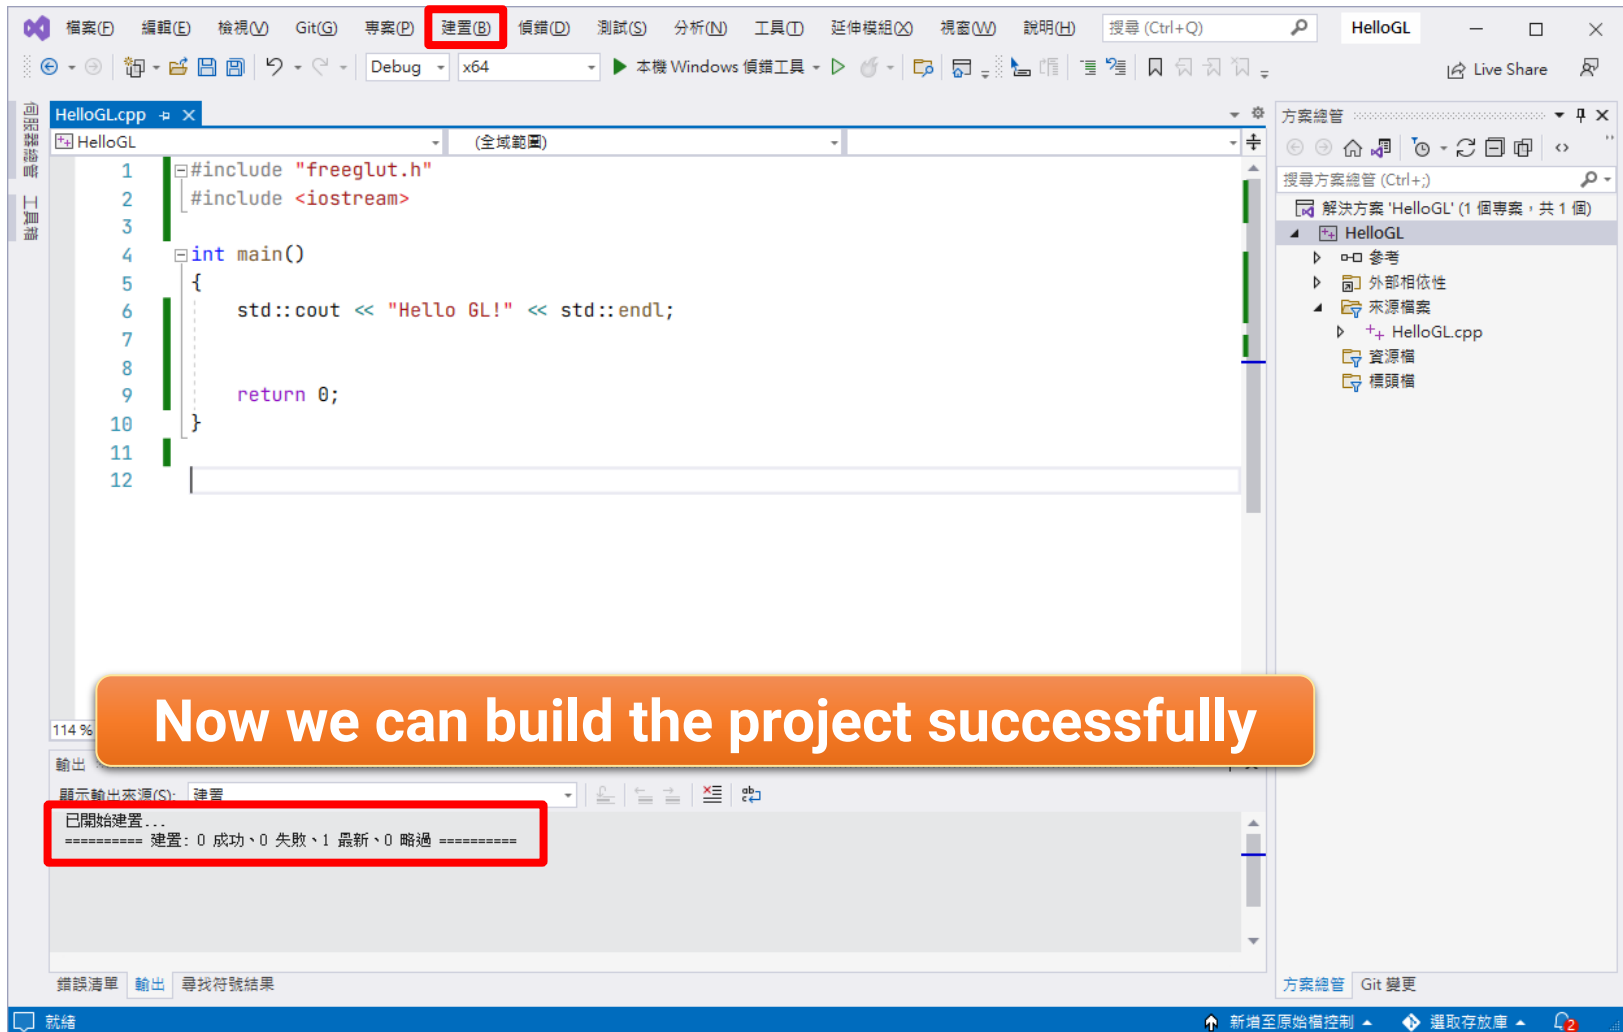 檔案(F) 編輯(E) 檢視(V) Git(G) 專案(P) 建置(B) 偵錯(D) 測試(S) 分析(N) 工具(T) 延伸模組(X) 視窗(W) 說明(H) 搜尋 (Ctrl+Q) HelloGL
Debug x64 本機 Windows 偵錯工具 Live Share
伺服器總管
工具箱
HelloGL.cpp
HelloGL (全域範圍)
1 #include "freeglut.h"
2 #include <iostream>
3
4 int main()
5 {
6 std::cout << "Hello GL!" << std::endl;
7
8
9 return 0;
10 }
11
12
114 %
Now we can build the project successfully
輸出
顯示輸出來源(S): 建置
已開始建置...
========== 建置: 0 成功、0 失敗、1 最新、0 略過 ==========
錯誤清單 輸出 尋找符號結果
方案總管
搜尋方案總管 (Ctrl+;)
解決方案 'HelloGL' (1 個專案，共 1 個)
HelloGL
參考
外部相依性
來源檔案
HelloGL.cpp
資源檔
標頭檔
方案總管 Git 變更
就緒 新增至原始檔控制 選取存放庫 2